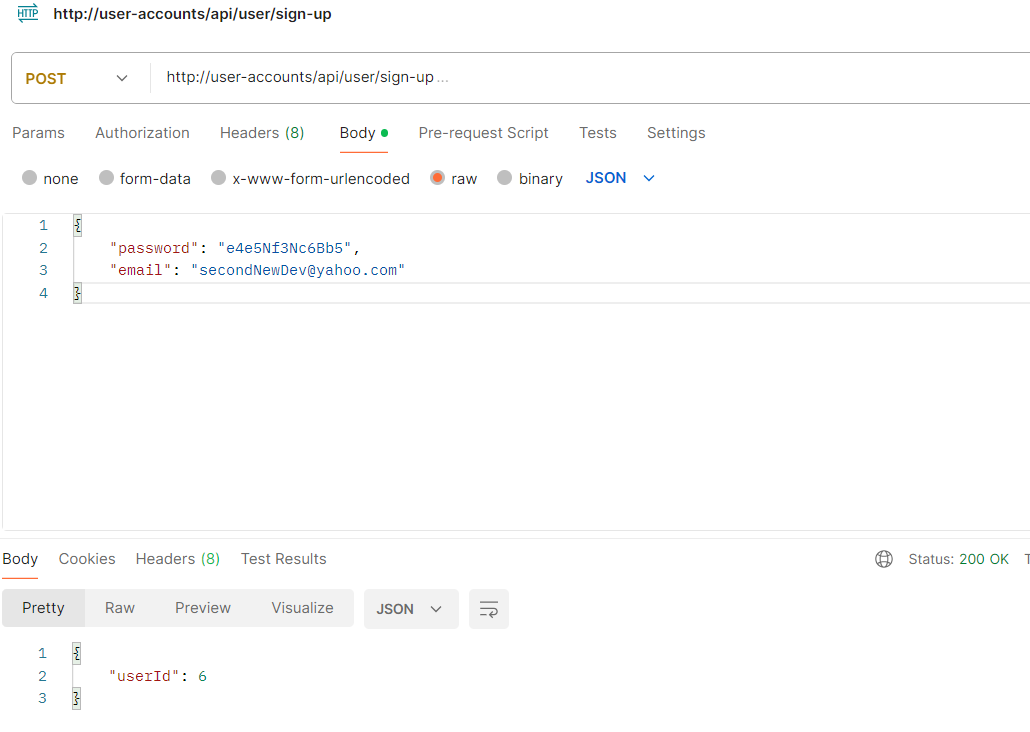 HTTP http://user-accounts/api/user/sign-up
POST http://user-accounts/api/user/sign-up ...
Params Authorization Headers (8) Body Pre-request Script Tests Settings
none form-data x-www-form-urlencoded raw binary JSON
1 {
2 "password": "e4e5Nf3Nc6Bb5",
3 "email": "secondNewDev@yahoo.com"
4 }
Body Cookies Headers (8) Test Results Status: 200 OK T
Pretty Raw Preview Visualize JSON
1 {
2 "userId": 6
3 }